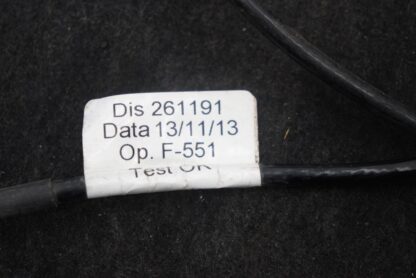 Dis 261191
Data 13/11/13
Op. F-551
Test OK